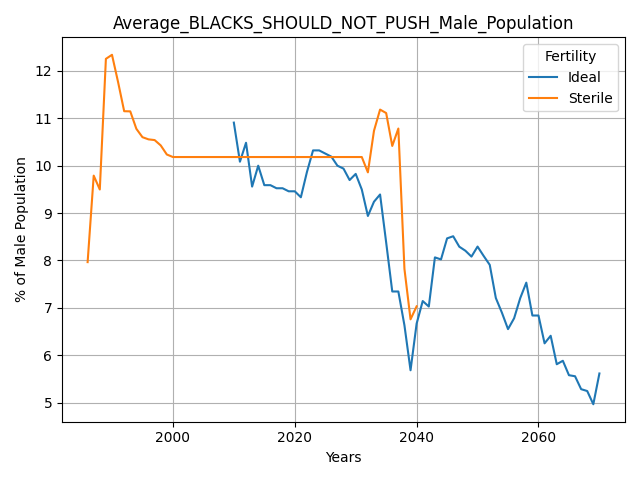 Average_BLACKS_SHOULD_NOT_PUSH_Male_Population
Fertility
Ideal
Sterile
% of Male Population
12
11
10
9
8
7
6
5
2000 2020 2040 2060
Years